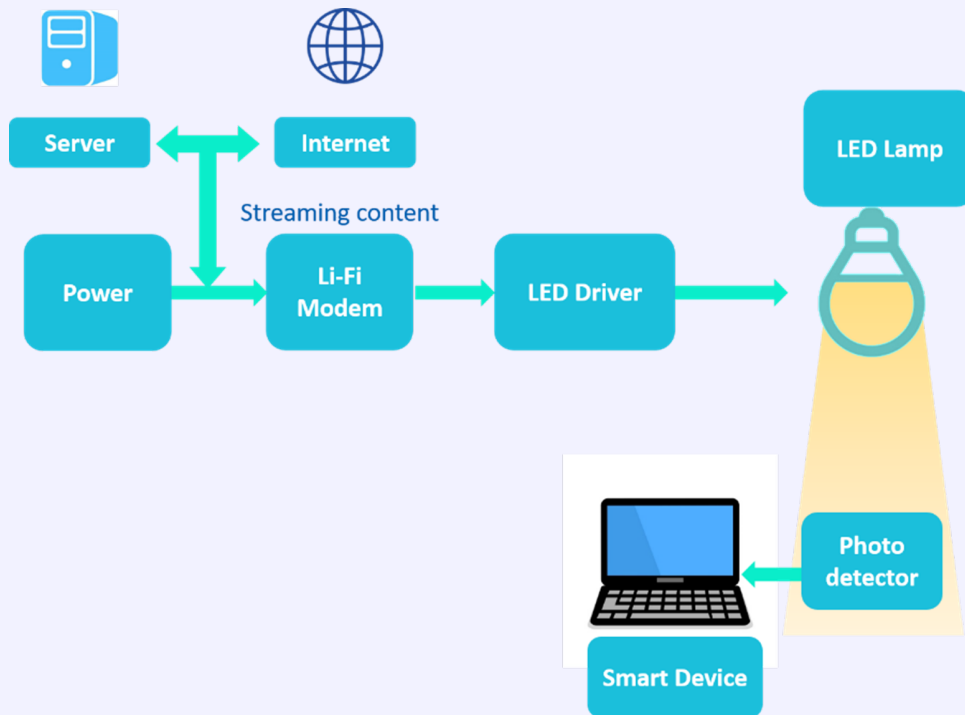 Server
Internet
LED Lamp
Streaming content
Power
Li-Fi
Modem
LED Driver
Photo
detector
Smart Device